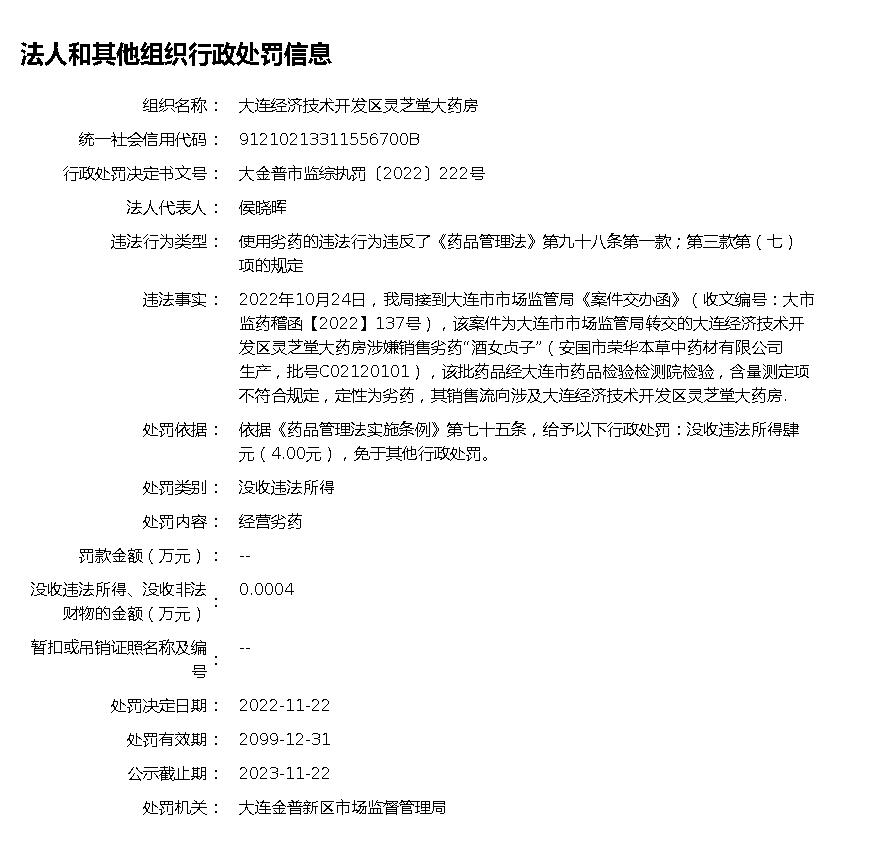 法人和其他组织行政处罚信息
组织名称： 大连经济技术开发区灵芝堂大药房
统一社会信用代码： 91210213311556700B
行政处罚决定书文号： 大金普市监综执罚〔2022〕222号
法人代表人： 侯晓晖
违法行为类型： 使用劣药的违法行为违反了《药品管理法》第九十八条第一款；第三款第（七）
项的规定
违法事实： 2022年10月24日，我局接到大连市市场监管局《案件交办函》（收文编号：大市
监药稽函【2022】137号），该案件为大连市市场监管局转交的大连经济技术开
发区灵芝堂大药房涉嫌销售劣药“酒女贞子”（安国市荣华本草中药材有限公司
生产，批号C02120101），该批药品经大连市药品检验检测院检验，含量测定项
不符合规定，定性为劣药，其销售流向涉及大连经济技术开发区灵芝堂大药房.
处罚依据： 依据《药品管理法实施条例》第七十五条，给予以下行政处罚：没收违法所得肆
元（4.00元），免于其他行政处罚。
处罚类别： 没收违法所得
处罚内容： 经营劣药
罚款金额（万元）： --
没收违法所得、没收非法
财物的金额（万元）： 0.0004
暂扣或吊销证照名称及编
号： --
处罚决定日期： 2022-11-22
处罚有效期： 2099-12-31
公示截止期： 2023-11-22
处罚机关： 大连金普新区市场监督管理局